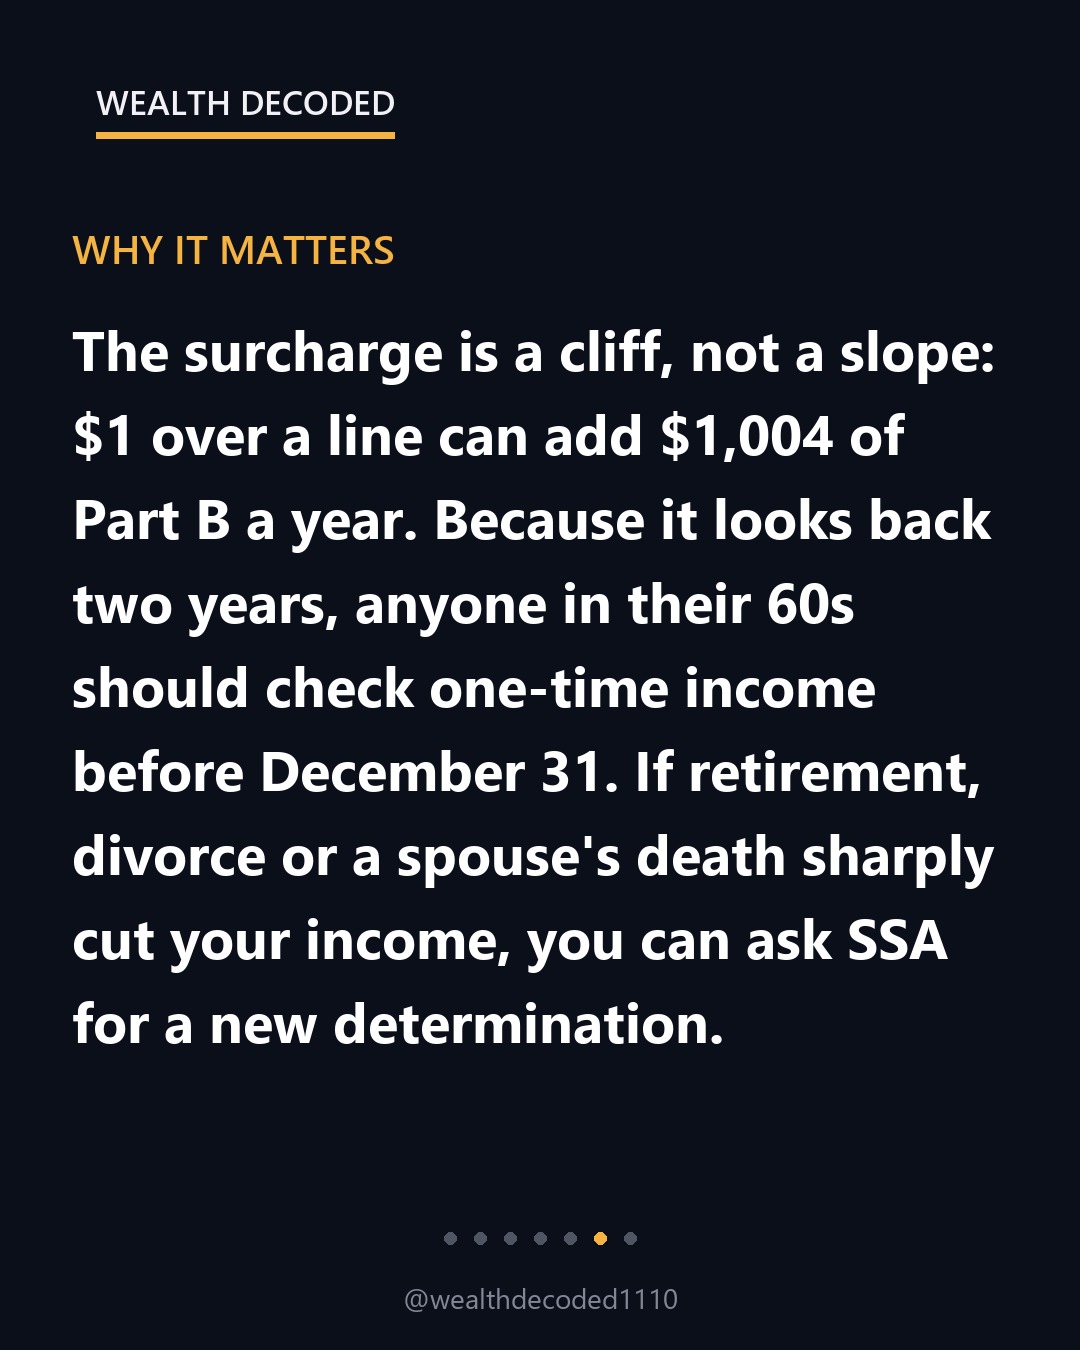 WEALTH DECODED
WHY IT MATTERS
The surcharge is a cliff, not a slope:
$1 over a line can add $1,004 of
Part B a year. Because it looks back
two years, anyone in their 60s
should check one-time income
before December 31. If retirement,
divorce or a spouse's death sharply
cut your income, you can ask SSA
for a new determination.
@wealthdecoded1110